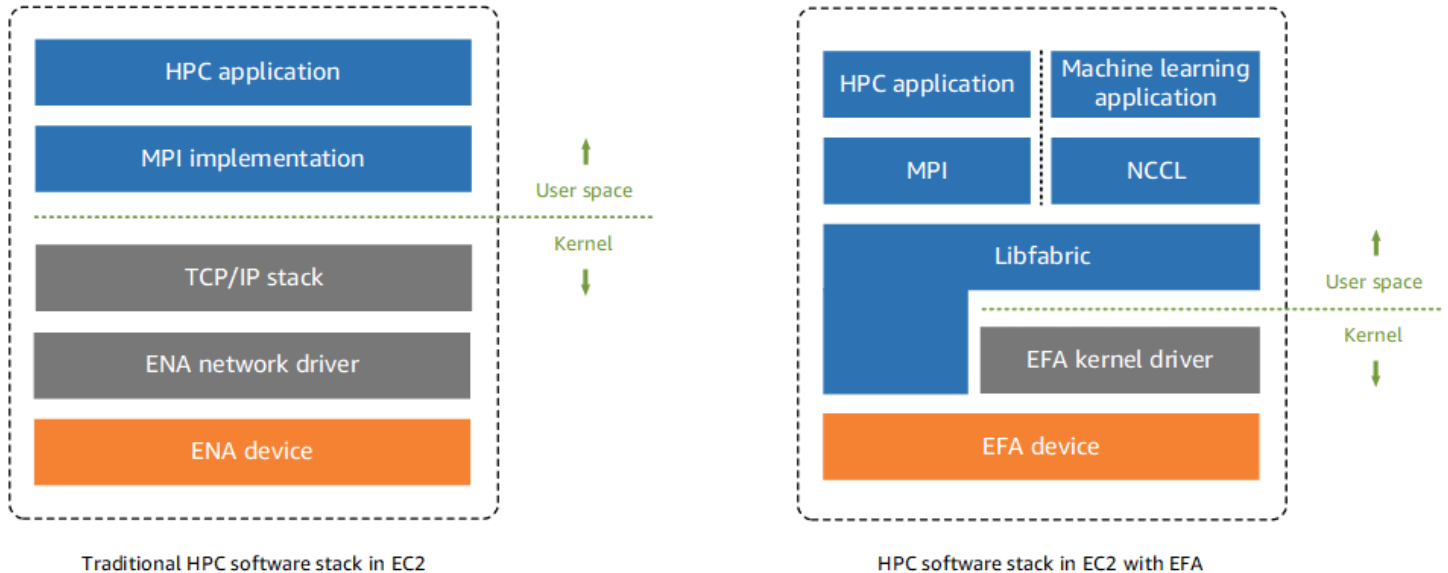 HPC application
MPI implementation
User space
Kernel
TCP/IP stack
ENA network driver
ENA device
Traditional HPC software stack in EC2
HPC application
Machine learning
application
MPI
NCCL
Libfabric
User space
Kernel
EFA kernel driver
EFA device
HPC software stack in EC2 with EFA